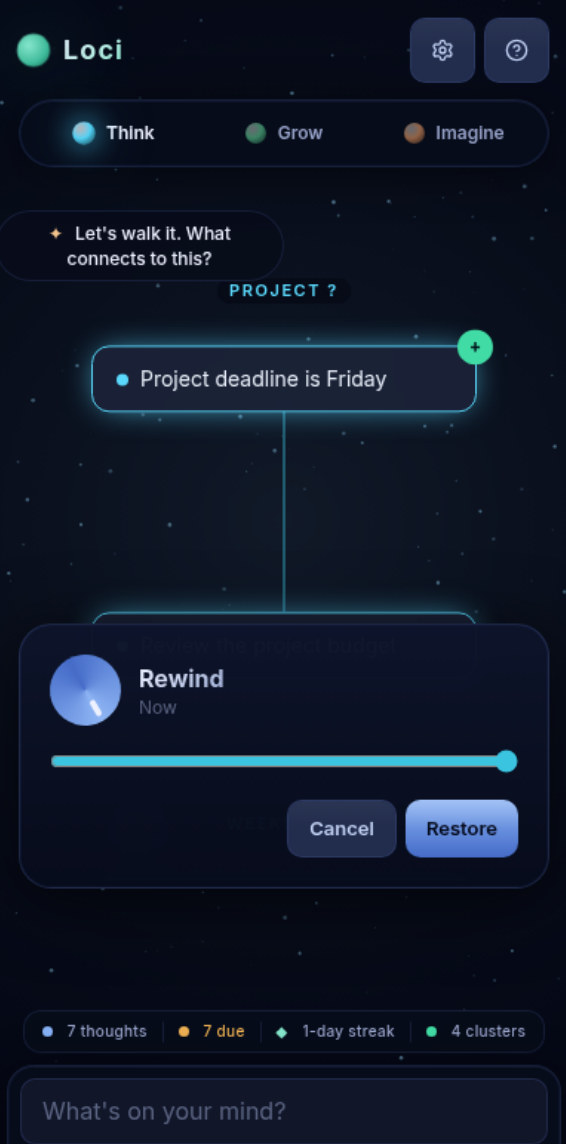 Loci
Think
Grow
Imagine
✦ Let's walk it. What
connects to this?
PROJECT ?
+
Project deadline is Friday
Review the project budget
Rewind
Now
Cancel
Restore
7 thoughts
7 due
1-day streak
4 clusters
What's on your mind?